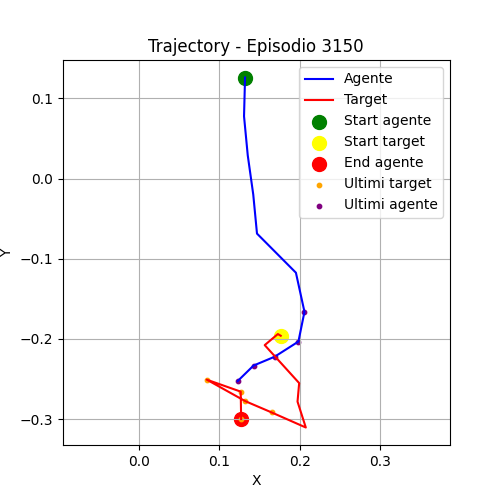 Trajectory - Episodio 3150
Agente
Target
Start agente
Start target
End agente
Ultimi target
Ultimi agente
Y
0.1
0.0
−0.1
−0.2
−0.3
0.0
0.1
0.2
0.3
X